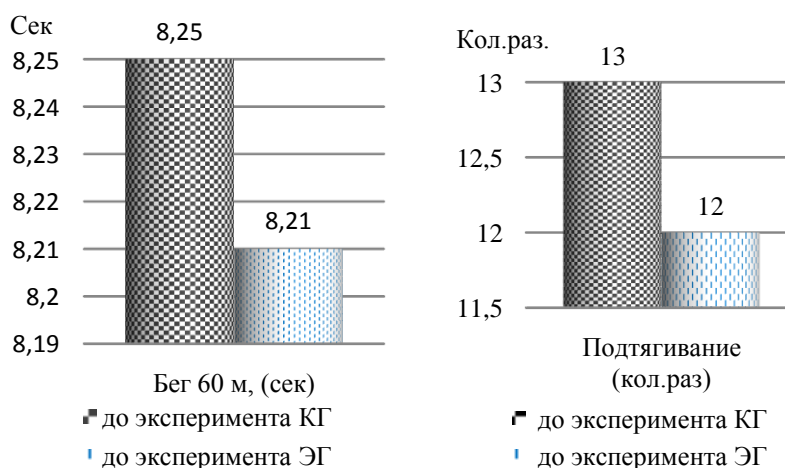 Сек
8,25
8,25
8,24
8,23
8,22
8,21
8,21
8,2
8,19
Бег 60 м, (сек)
до эксперимента КГ
до эксперимента ЭГ
Кол.раз.
13
13
12,5
12
12
11,5
Подтягивание
(кол.раз)
до эксперимента КГ
до эксперимента ЭГ